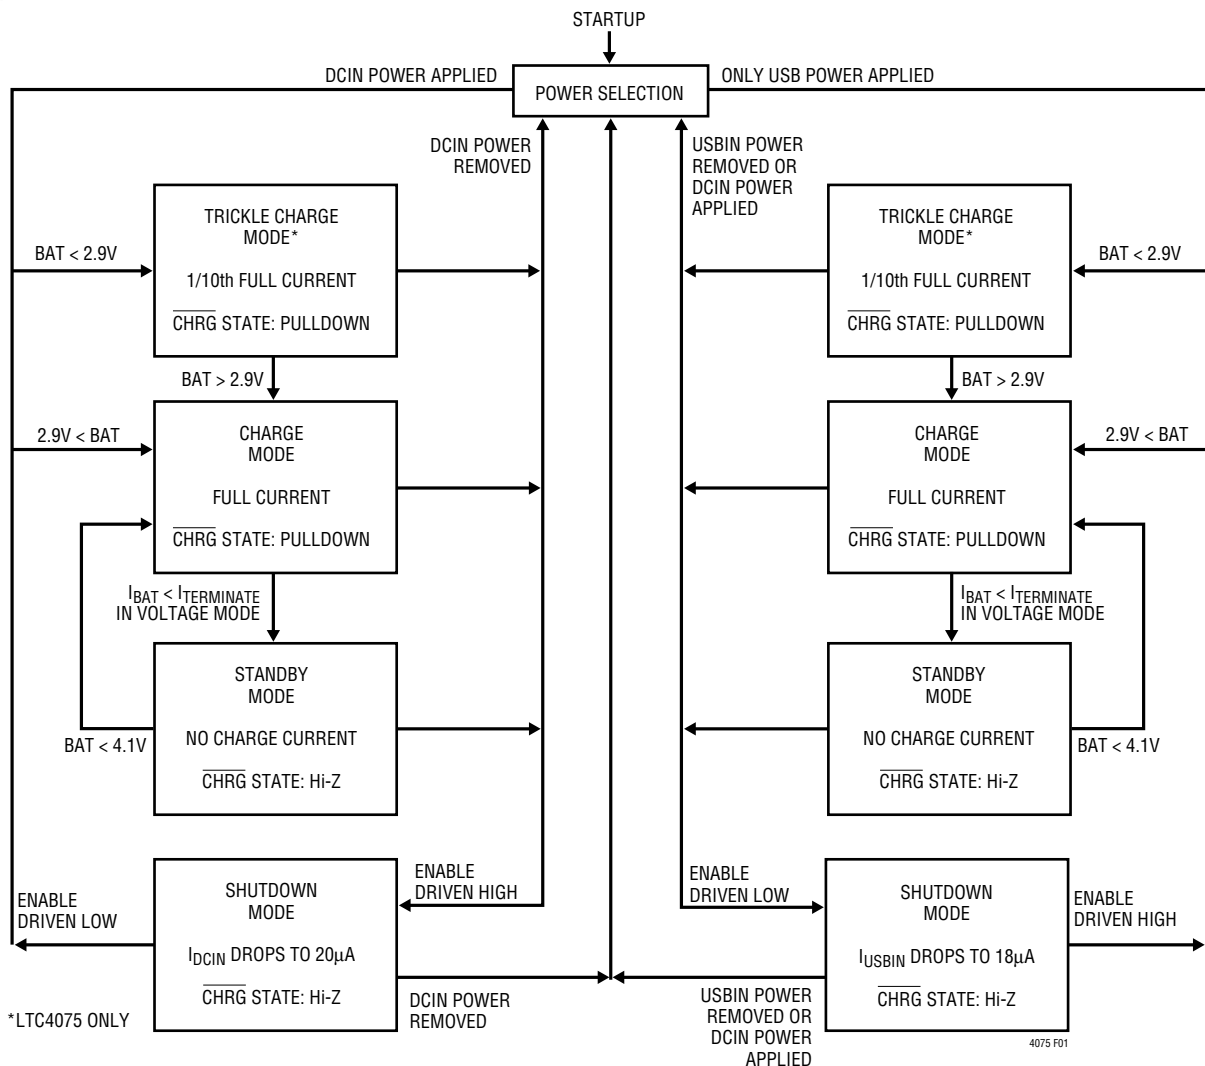 STARTUP
DCIN POWER APPLIED
POWER SELECTION
ONLY USB POWER APPLIED
DCIN POWER
REMOVED
USBIN POWER
REMOVED OR
DCIN POWER
APPLIED
TRICKLE CHARGE
MODE*
1/10th FULL CURRENT
CHRG STATE: PULLDOWN
BAT < 2.9V
BAT > 2.9V
CHARGE
MODE
FULL CURRENT
CHRG STATE: PULLDOWN
2.9V < BAT
IBAT < ITERMINATE
IN VOLTAGE MODE
STANDBY
MODE
NO CHARGE CURRENT
CHRG STATE: Hi-Z
BAT < 4.1V
ENABLE
DRIVEN HIGH
SHUTDOWN
MODE
IDCIN DROPS TO 20µA
CHRG STATE: Hi-Z
ENABLE
DRIVEN LOW
DCIN POWER
REMOVED
*LTC4075 ONLY
TRICKLE CHARGE
MODE*
1/10th FULL CURRENT
CHRG STATE: PULLDOWN
BAT < 2.9V
BAT > 2.9V
CHARGE
MODE
FULL CURRENT
CHRG STATE: PULLDOWN
2.9V < BAT
IBAT < ITERMINATE
IN VOLTAGE MODE
STANDBY
MODE
NO CHARGE CURRENT
CHRG STATE: Hi-Z
BAT < 4.1V
ENABLE
DRIVEN LOW
SHUTDOWN
MODE
IUSBIN DROPS TO 18µA
CHRG STATE: Hi-Z
ENABLE
DRIVEN HIGH
USBIN POWER
REMOVED OR
DCIN POWER
APPLIED
4075 F01